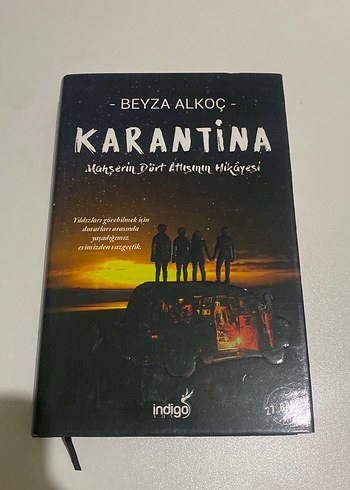 - BEYZA ALKOÇ -
KARANTİNA
Mahşerin Dört Atlısının Hikâyesi
Yıldızları görebilmek için
duvarları arasında
yaşadığımız
evimizden vazgeçtik.
indigo